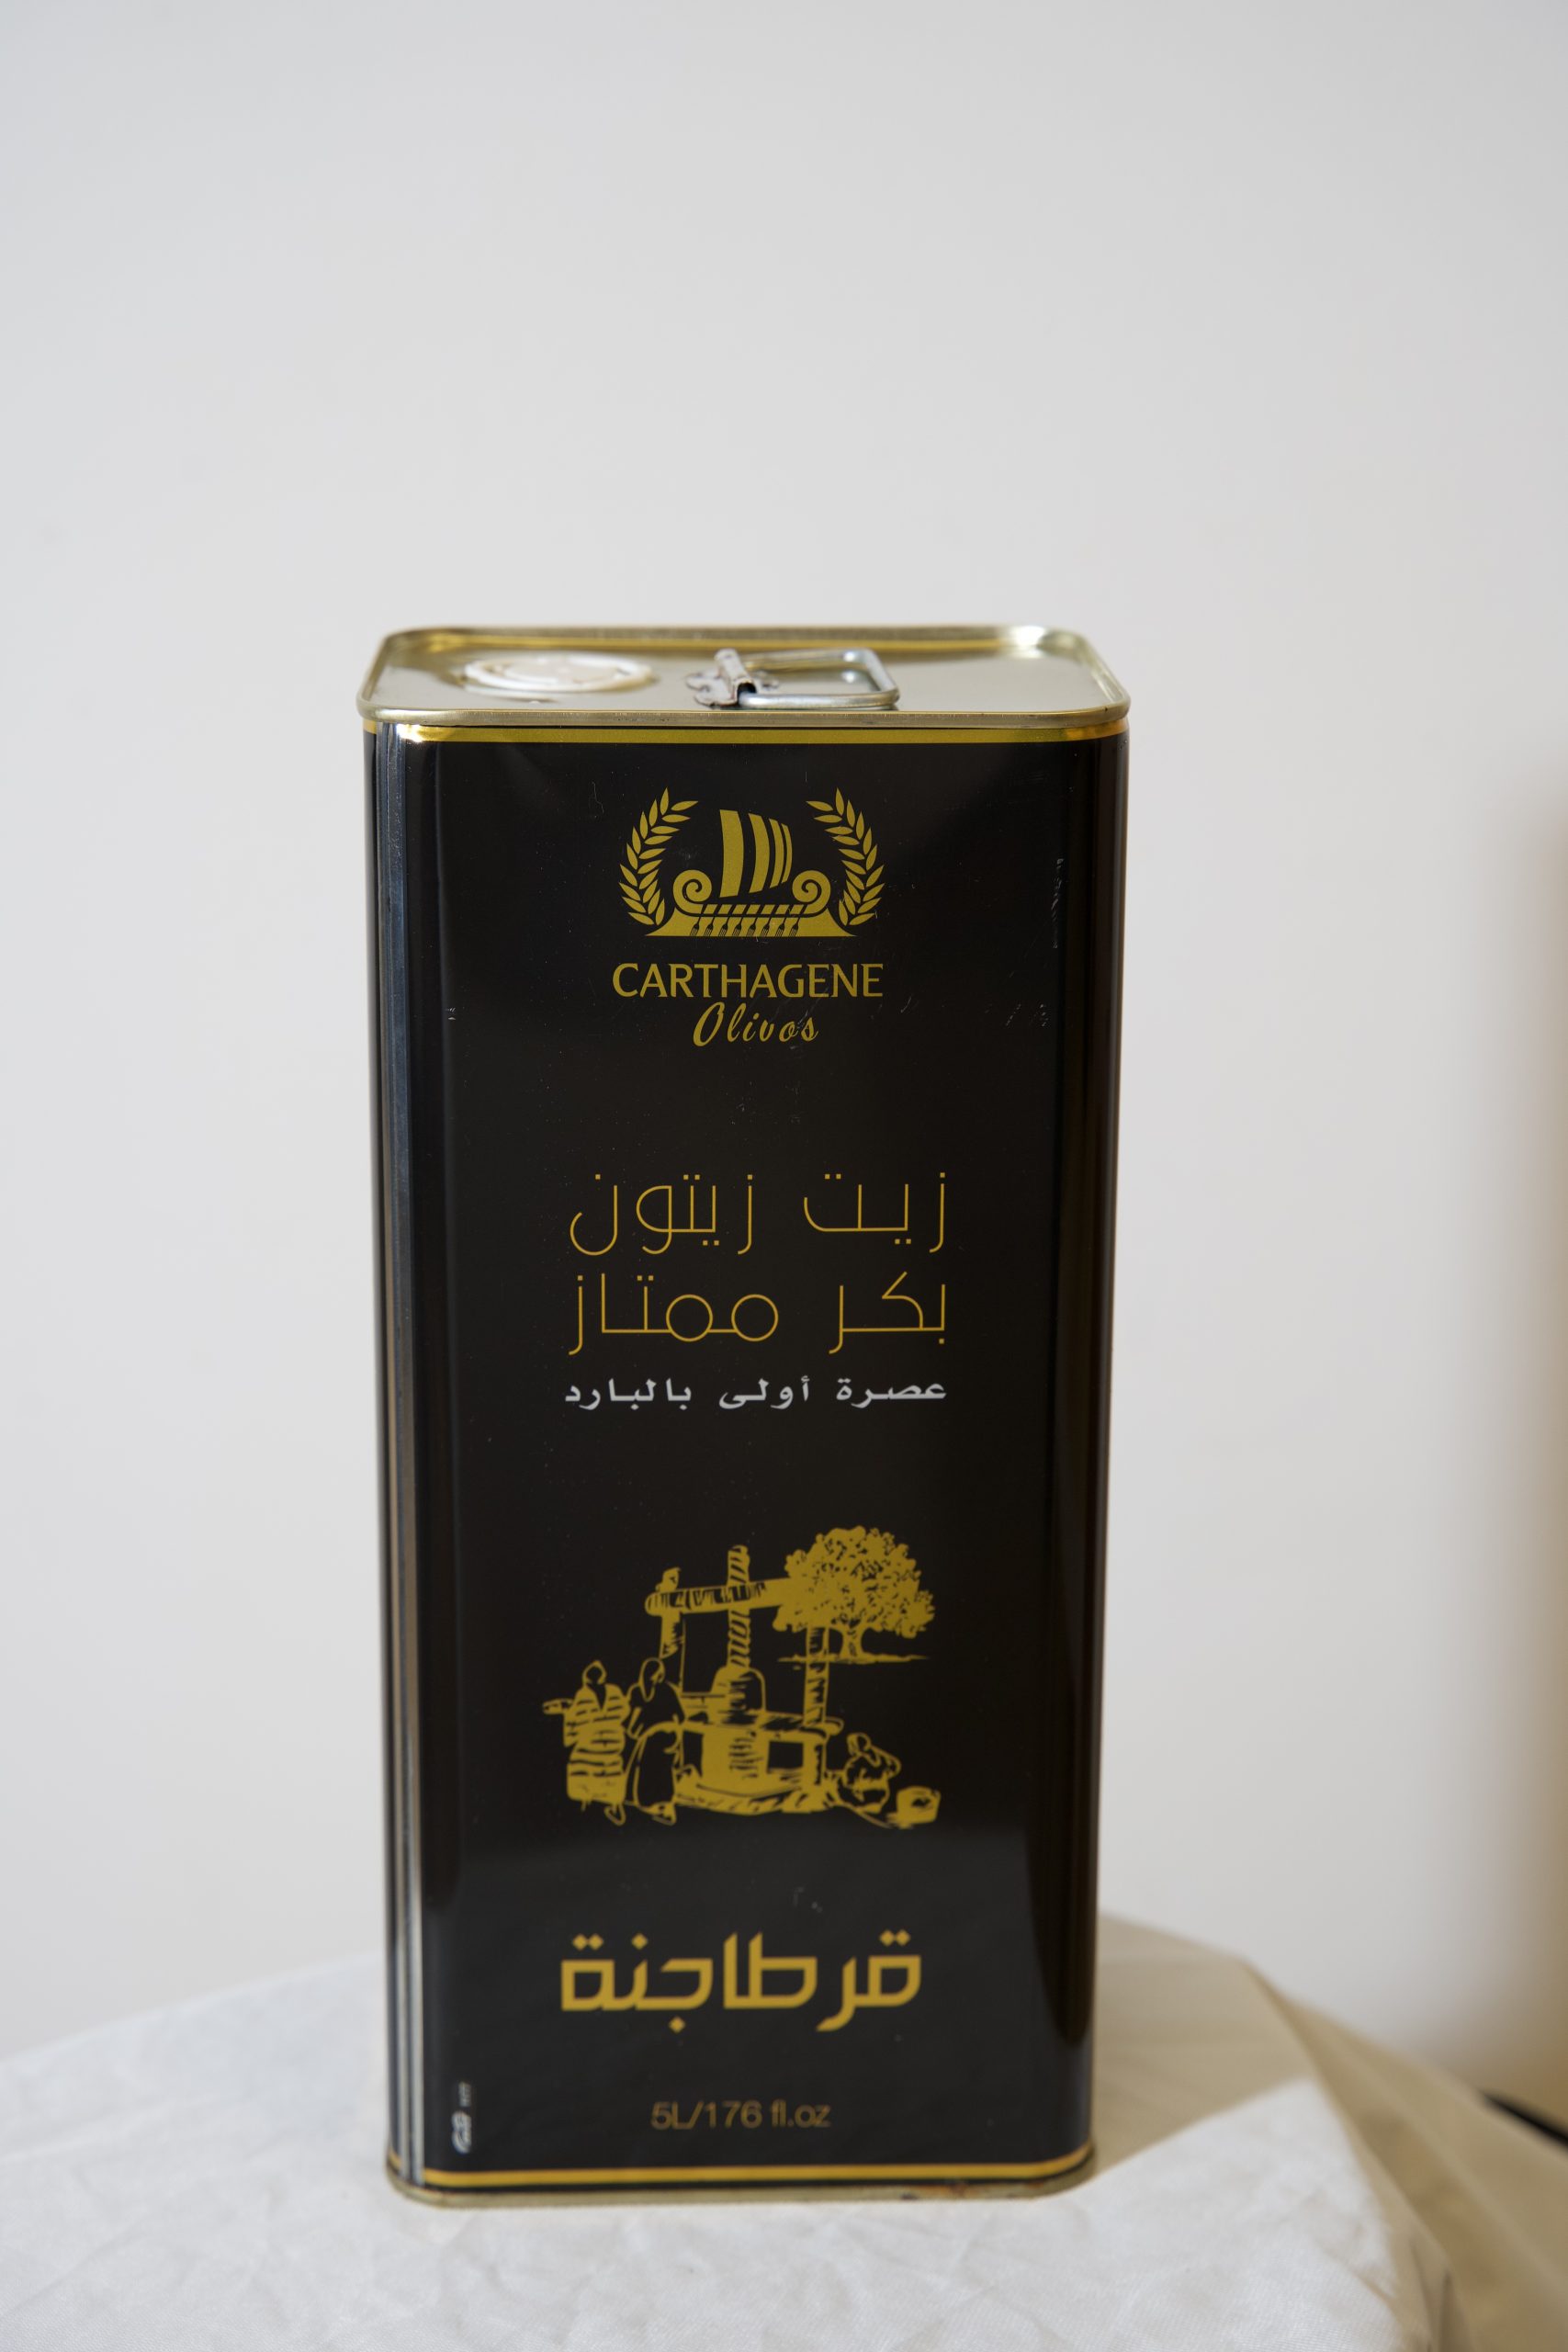 CARTHAGENE
Olivos
زيت زيتون
بكر ممتاز
عصرة أولى بالبارد
قرطاجنة
5L/176 fl.oz